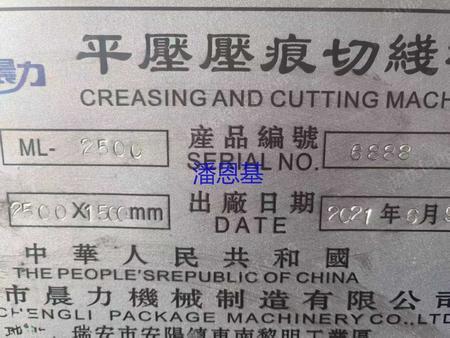 晨力 平壓壓痕切綫
CREASING AND CUTTING MACH
ML- 2500 産品編號 6888
SERIAL NO.
潘恩基
2500X1500mm 出廠日期 2021年6月
DATE
中華人民共和國
THE PEOPLE'SREPUBLIC OF CHINA
市晨力機械制造有限公司
CHENGLI PACKAGE MACHINERY CO.,LTD
瑞安市安陽鎮東南黎明工業區